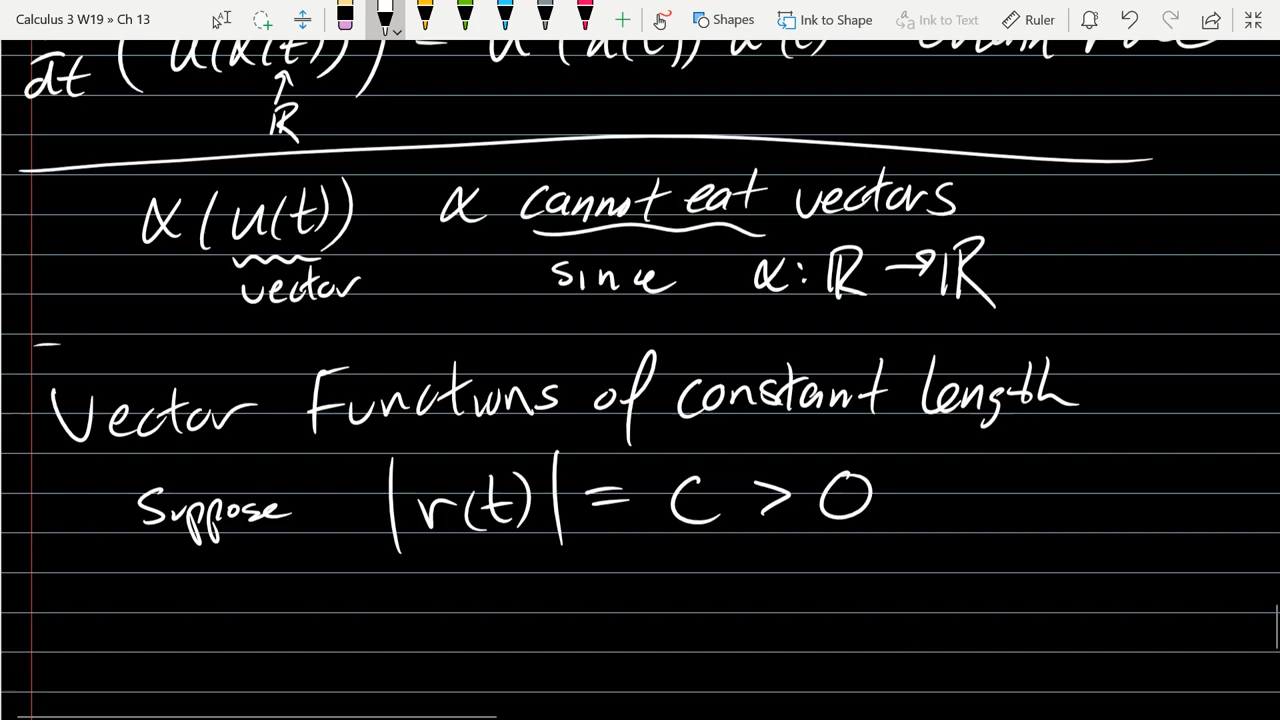 Calculus 3 W19 » Ch 13
Shapes Ink to Shape Ink to Text Ruler
dt
ℝ
α(u(t)) α cannot eat vectors
vector since α: ℝ → ℝ
Vector Functions of constant length
Suppose |r(t)| = C > 0